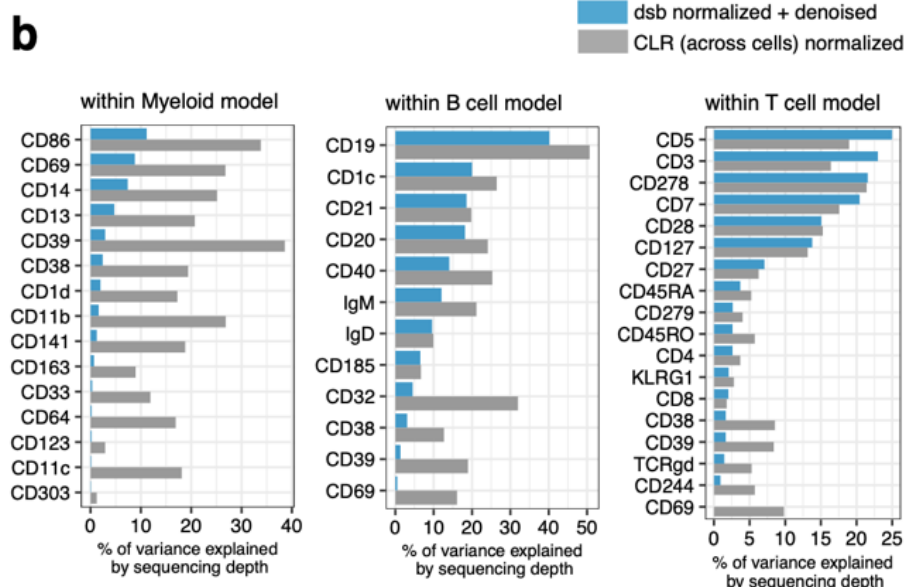 b
dsb normalized + denoised
CLR (across cells) normalized
within Myeloid model
CD86
CD69
CD14
CD13
CD39
CD38
CD1d
CD11b
CD141
CD163
CD33
CD64
CD123
CD11c
CD303
0 10 20 30 40
% of variance explained
by sequencing depth
within B cell model
CD19
CD1c
CD21
CD20
CD40
IgM
IgD
CD185
CD32
CD38
CD39
CD69
0 10 20 30 40 50
% of variance explained
by sequencing depth
within T cell model
CD5
CD3
CD278
CD7
CD28
CD127
CD27
CD45RA
CD279
CD45RO
CD4
KLRG1
CD8
CD38
CD39
TCRgd
CD244
CD69
0 5 10 15 20 25
% of variance explained
by sequencing depth